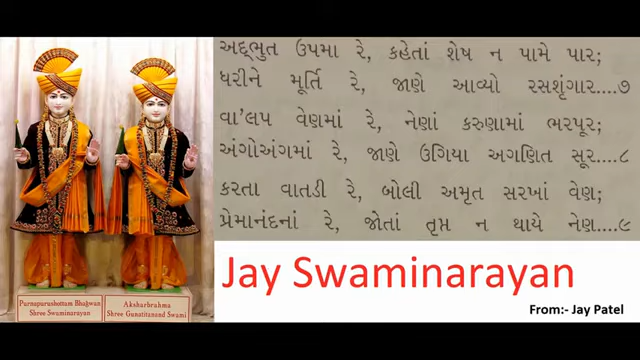 અદ્ભુત ઉપમા રે, કહેતાં શેષ ન પામે પાર;
ધરીને મૂર્તિ રે, જાણે આવ્યો રસશૃંગાર....૭
વા'લપ વેણમાં રે, નેણાં કરુણામાં ભરપૂર;
અંગોઅંગમાં રે, જાણે ઉગિયા અગણિત સૂર....૮
કરતા વાતડી રે, બોલી અમૃત સરખાં વેણ;
પ્રેમાનંદનાં રે, જોતાં તૃપ્ત ન થાયે નેણ....૯
Jay Swaminarayan
From:- Jay Patel
Purnapurushottam Bhagwan
Shree Swaminarayan
Aksharbrahma
Shree Gunatitanand Swami